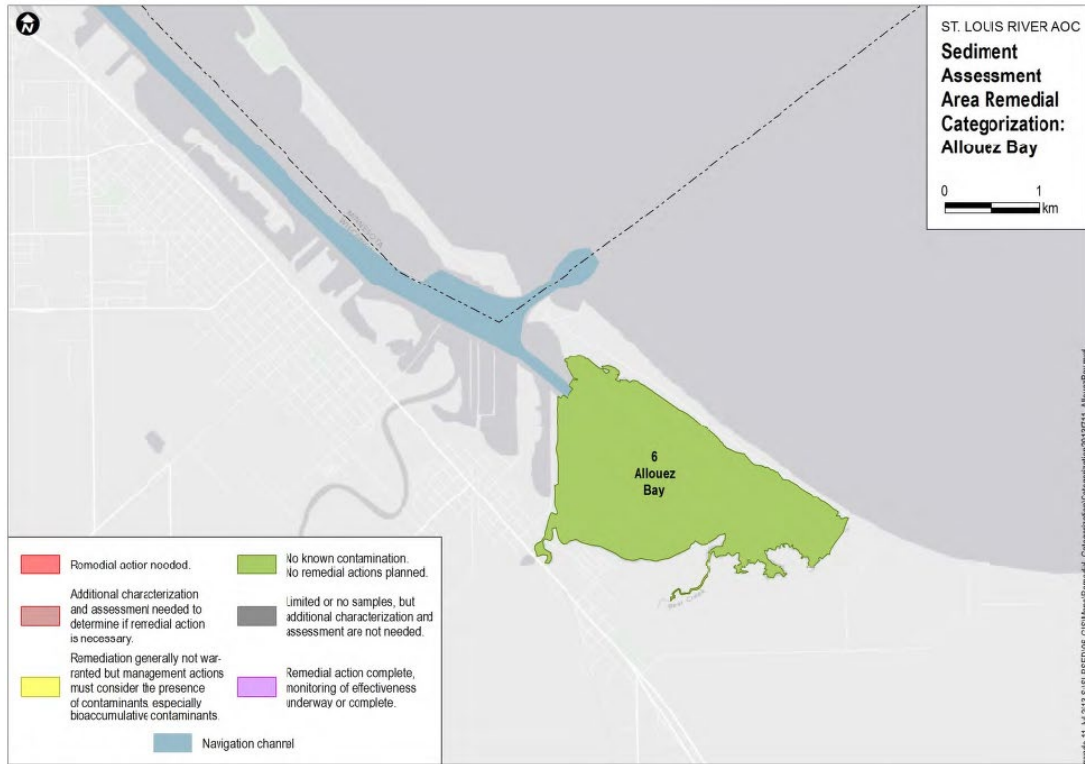 N
ST. LOUIS RIVER AOC
Sediment
Assessment
Area Remedial
Categorization:
Allouez Bay
0 1
km
MINNESOTA
6
Allouez
Bay
Bear Creek
Remedial action needed.
Additional characterization
and assessment needed to
determine if remedial action
is necessary.
Remediation generally not war-
ranted but management actions
must consider the presence
of contaminants, especially
bioaccumulative contaminants.
No known contamination.
No remedial actions planned.
Limited or no samples, but
additional characterization and
assessment are not needed.
Remedial action complete,
monitoring of effectiveness
underway or complete.
Navigation channel